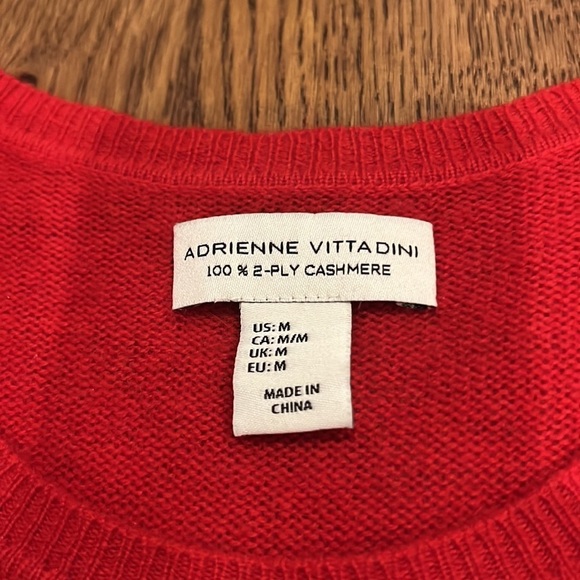 ADRIENNE VITTADINI
100 % 2-PLY CASHMERE
US: M
CA: M/M
UK: M
EU: M
MADE IN
CHINA